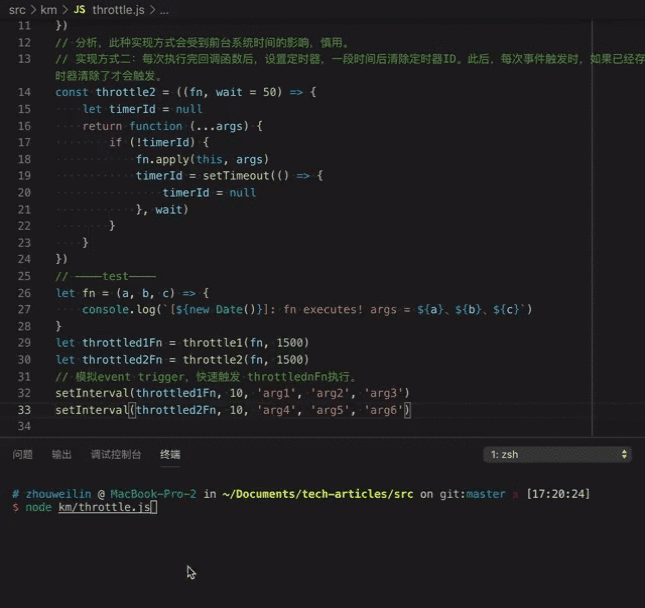 src › km › JS throttle.js › ...
11 })
12 // 分析，此种实现方式会受到前台系统时间的影响，慎用。
13 // 实现方式二：每次执行完回调函数后，设置定时器，一段时间后清除定时器ID。此后，每次事件触发时，如果已经存
时器清除了才会触发。
14 const throttle2 = ((fn, wait = 50) => {
15 let timerId = null
16 return function (...args) {
17 if (!timerId) {
18 fn.apply(this, args)
19 timerId = setTimeout(() => {
20 timerId = null
21 }, wait)
22 }
23 }
24 })
25 // ————test————
26 let fn = (a, b, c) => {
27 console.log(`[${new Date()}]: fn executes! args = ${a}、${b}、${c}`)
28 }
29 let throttled1Fn = throttle1(fn, 1500)
30 let throttled2Fn = throttle2(fn, 1500)
31 // 模拟event trigger，快速触发 throttlednFn执行。
32 setInterval(throttled1Fn, 10, 'arg1', 'arg2', 'arg3')
33 setInterval(throttled2Fn, 10, 'arg4', 'arg5', 'arg6')
34
问题 输出 调试控制台 终端 1: zsh
# zhouweilin @ MacBook-Pro-2 in ~/Documents/tech-articles/src on git:master x [17:20:24]
$ node km/throttle.js